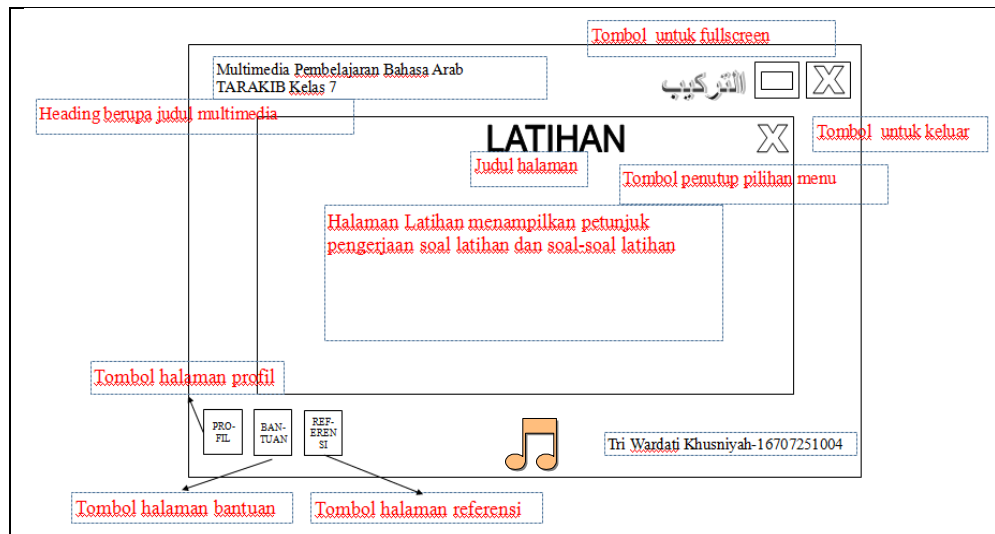 Tombol untuk fullscreen
Multimedia Pembelajaran Bahasa Arab
TARAKIB Kelas 7
التركيب
X
Heading berupa judul multimedia
Tombol untuk keluar
LATIHAN
X
Judul halaman
Tombol penutup pilihan menu
Halaman Latihan menampilkan petunjuk
pengerjaan soal latihan dan soal-soal latihan
Tombol halaman profil
PRO-
FIL
BAN-
TUAN
REF-
EREN
SI
Tri Wardati Khusniyah-16707251004
Tombol halaman bantuan
Tombol halaman referensi